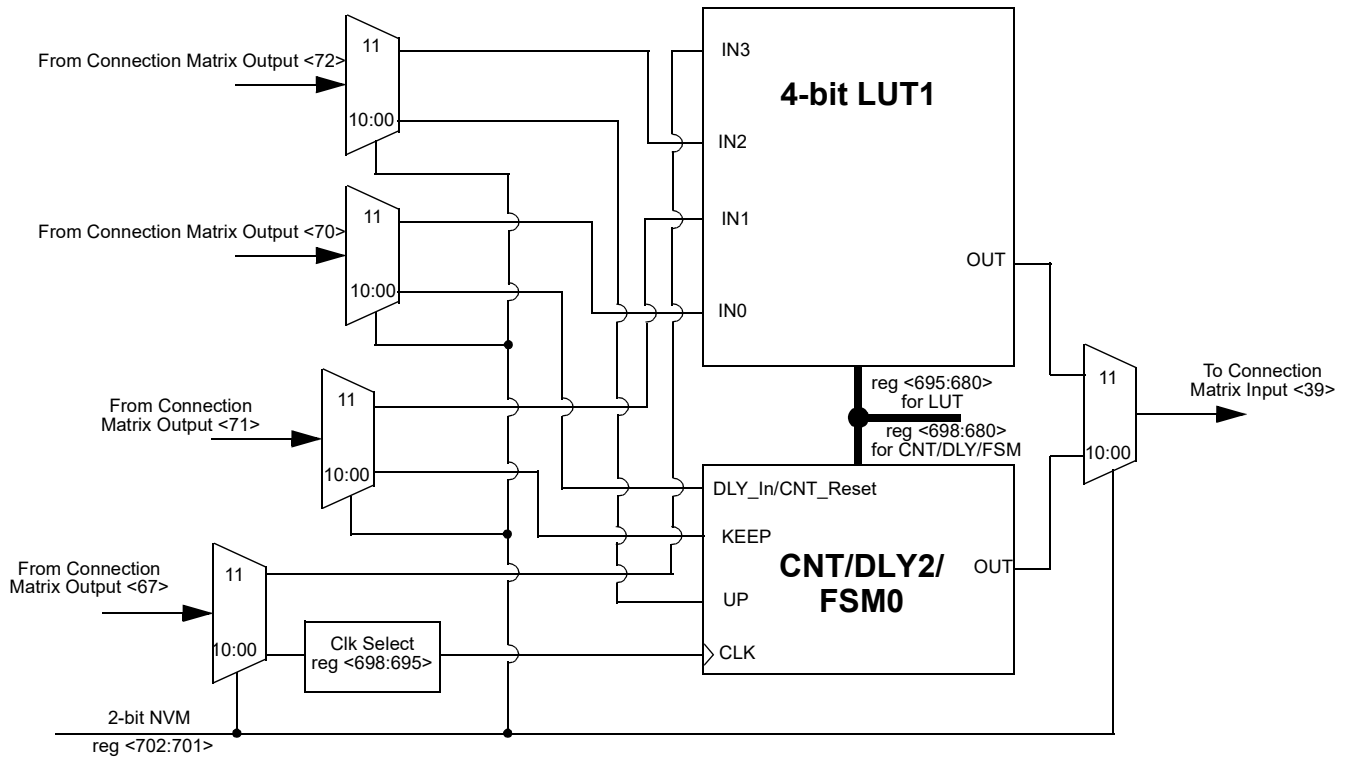 From Connection Matrix Output <72>
11
10:00
From Connection Matrix Output <70>
11
10:00
From Connection
Matrix Output <71>
11
10:00
From Connection
Matrix Output <67>
11
10:00
Clk Select
reg <698:695>
2-bit NVM
reg <702:701>
IN3
4-bit LUT1
IN2
IN1
OUT
IN0
reg <695:680>
for LUT
reg <698:680>
for CNT/DLY/FSM
DLY_In/CNT_Reset
KEEP
CNT/DLY2/
FSM0
OUT
UP
CLK
11
10:00
To Connection
Matrix Input <39>